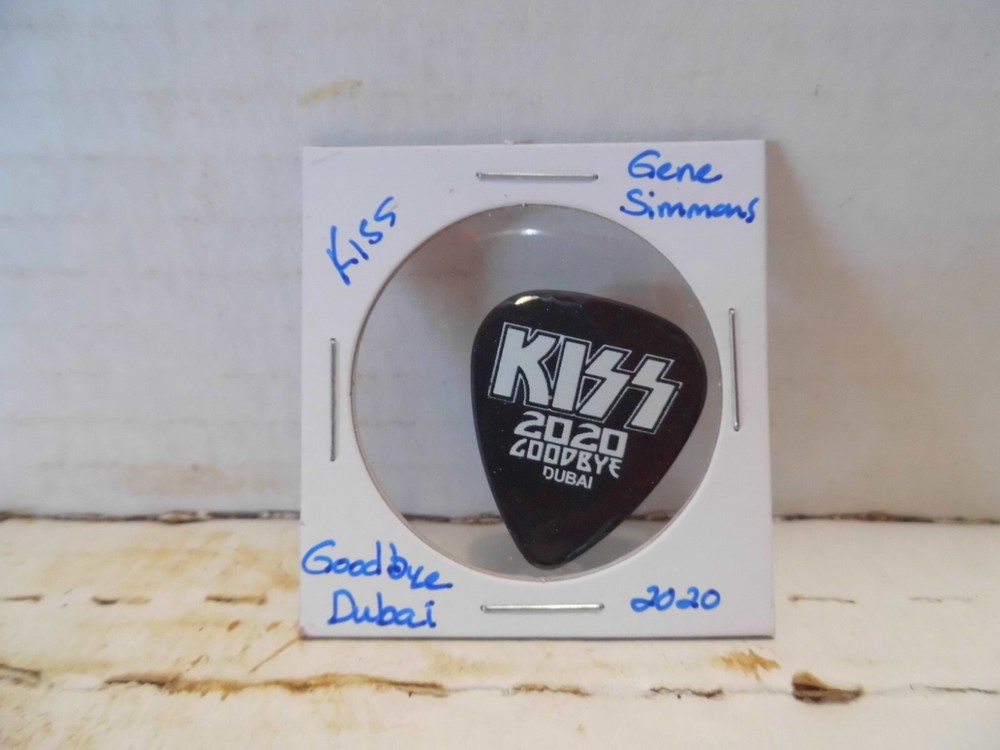 Kiss
Gene
Simmons
KISS
2020
GOODBYE
DUBAI
Goodbye
Dubai
2020